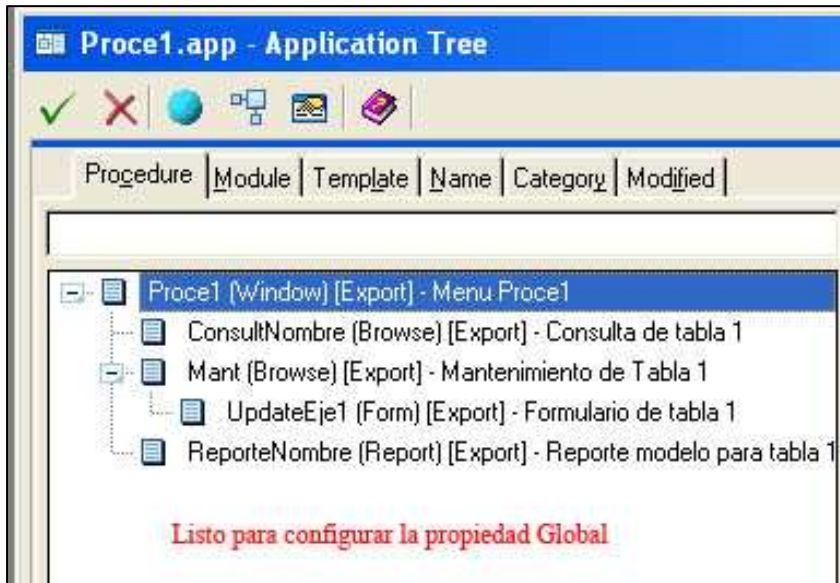 Proce1.app - Application Tree
Procedure Module Template Name Category Modified
Proce1 (Window) [Export] - Menu Proce1
ConsultNombre (Browse) [Export] - Consulta de tabla 1
Mant (Browse) [Export] - Mantenimiento de Tabla 1
UpdateEje1 (Form) [Export] - Formulario de tabla 1
ReporteNombre (Report) [Export] - Reporte modelo para tabla 1
Listo para configurar la propiedad Global